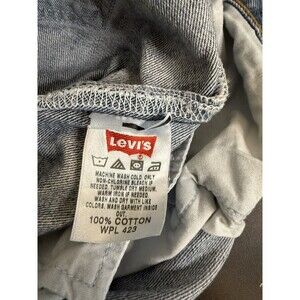 LEVI'S
MACHINE WASH COLD ONLY
NON-CHLORINE BLEACH IF
NEEDED. TUMBLE DRY MEDIUM.
WARM IRON IF NEEDED.
WASH AND DRY WITH LIKE
COLORS. WASH GARMENT INSIDE
OUT.
100% COTTON
WPL 423